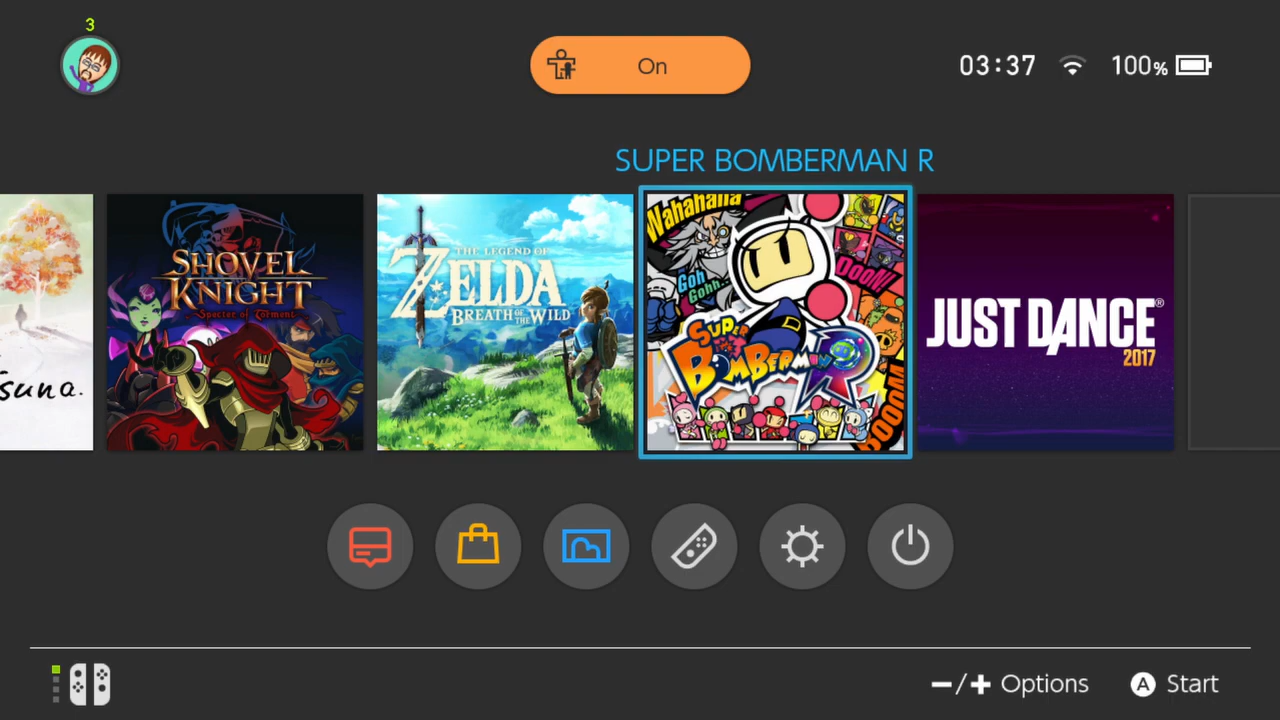 3
On
03:37
100%
SUPER BOMBERMAN R
suna.
SHOVEL
KNIGHT
Specter of Torment
THE LEGEND OF
ZELDA
BREATH OF THE WILD
Wahahaha
Goh
Gohh..
DOON!
SUPER
BOMBERMAN
R
JUST DANCE®
2017
-/+ Options
A Start